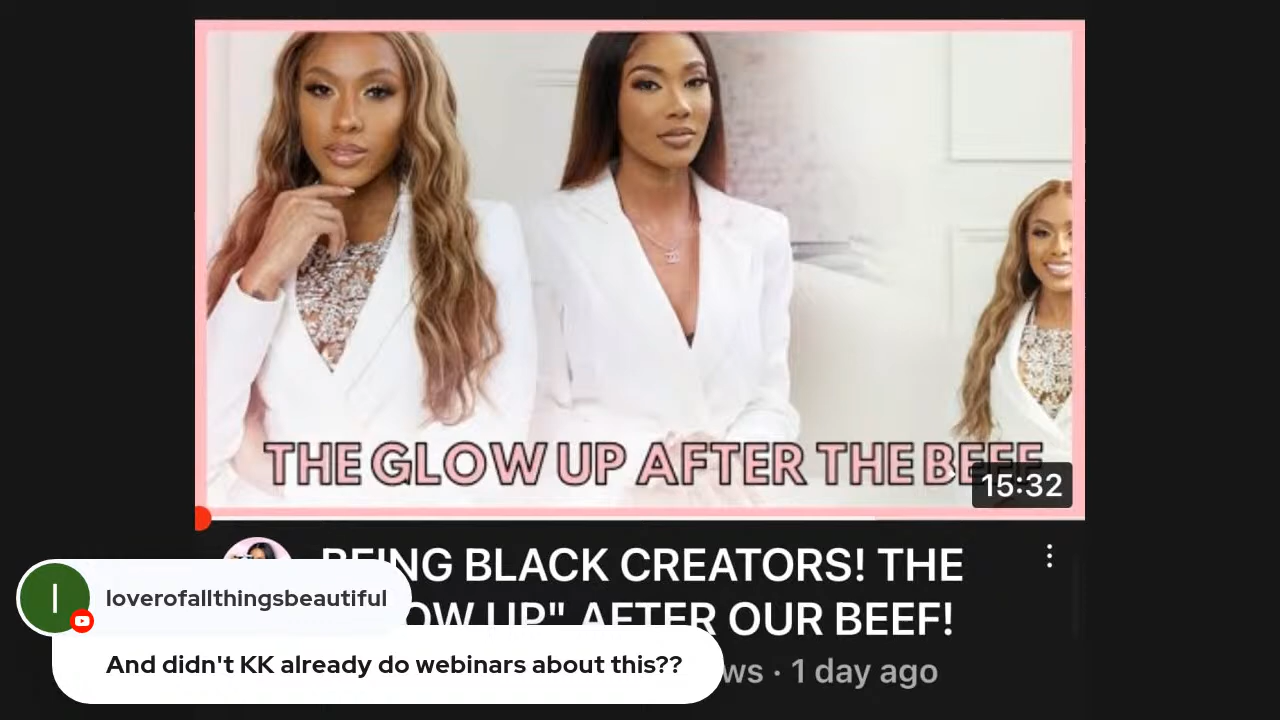 THE GLOW UP AFTER THE BEEF
15:32
BEING BLACK CREATORS! THE
OW UP" AFTER OUR BEEF!
ws · 1 day ago
I
loverofallthingsbeautiful
And didn't KK already do webinars about this??